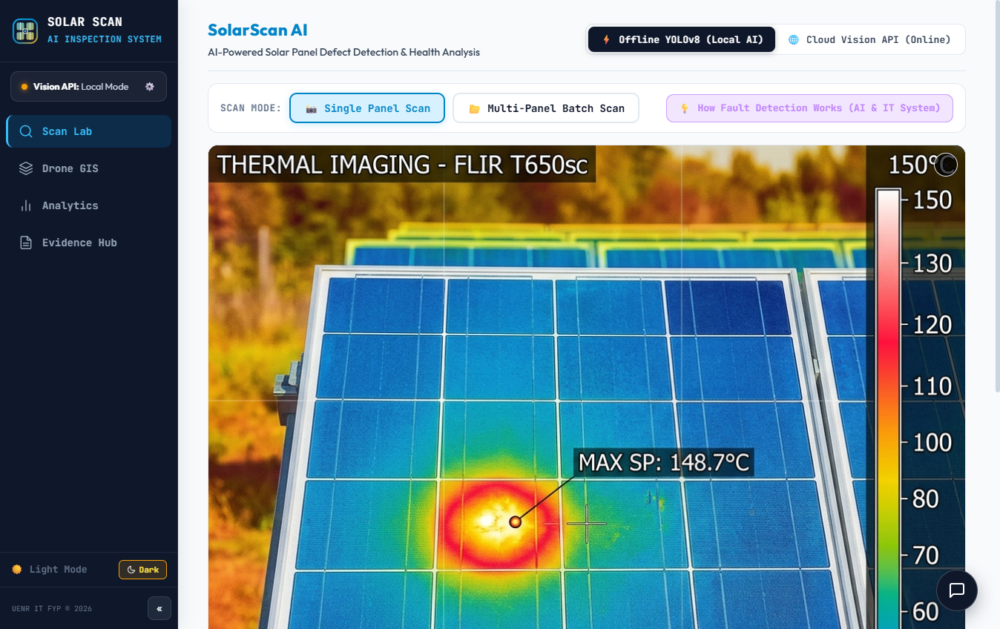 SOLAR SCAN
AI INSPECTION SYSTEM
Vision API: Local Mode
Scan Lab
Drone GIS
Analytics
Evidence Hub
Light Mode
Dark
UENR IT FYP © 2026
«
SolarScan AI
AI-Powered Solar Panel Defect Detection & Health Analysis
Offline YOLOv8 (Local AI)
Cloud Vision API (Online)
SCAN MODE:
Single Panel Scan
Multi-Panel Batch Scan
How Fault Detection Works (AI & IT System)
THERMAL IMAGING - FLIR T650sc
150°C
150
130
120
110
100
80
70
60
MAX SP: 148.7°C